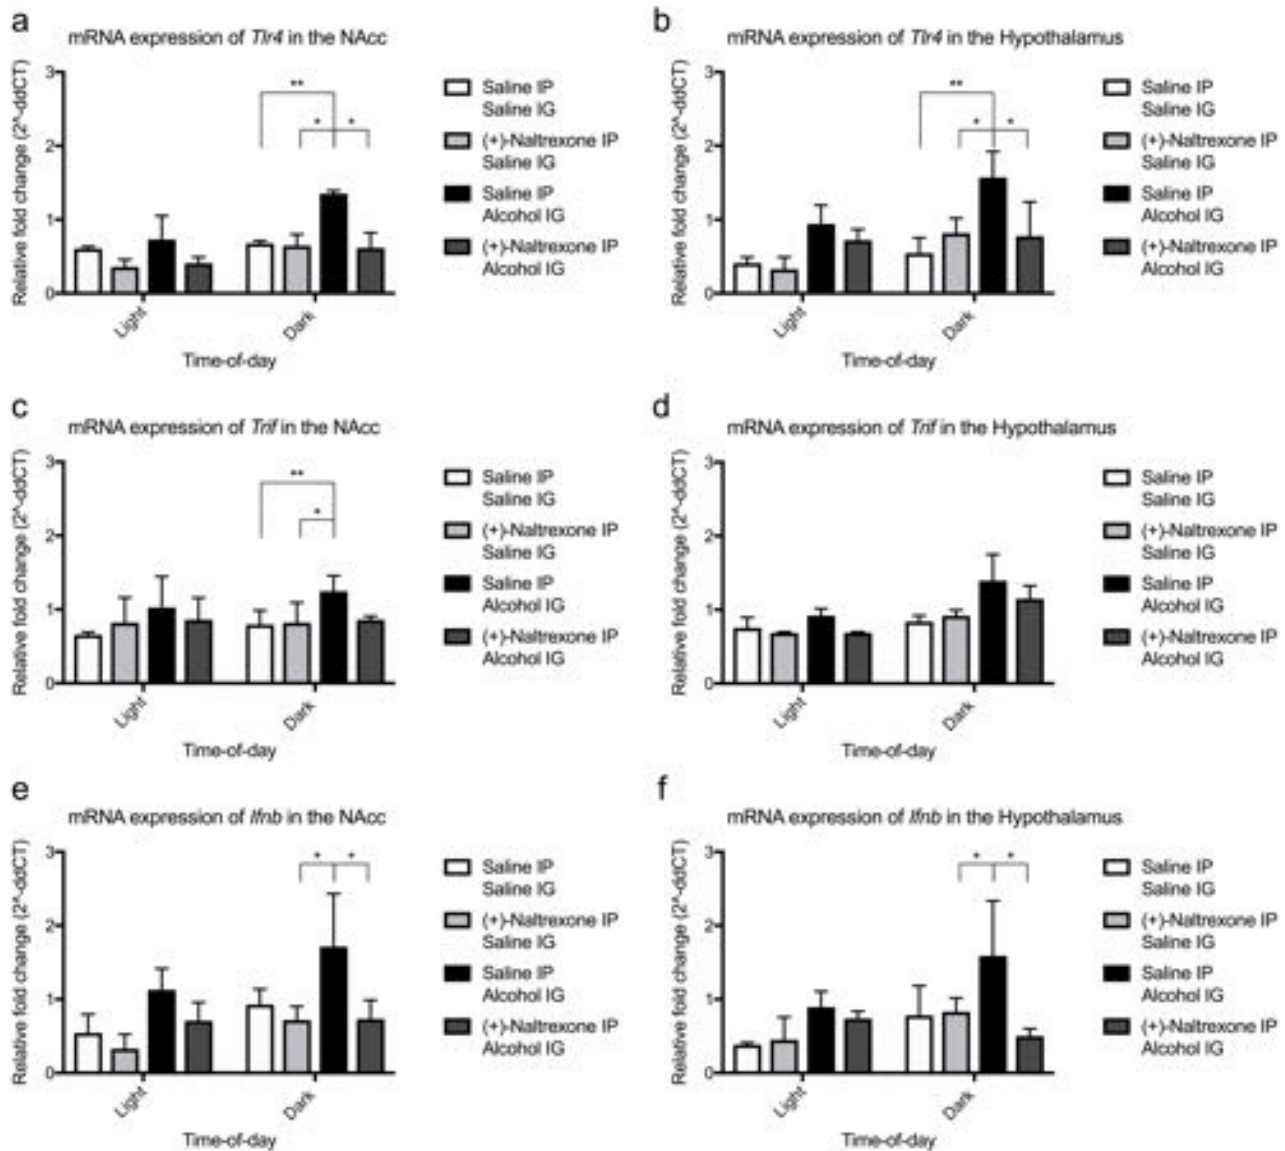 a
mRNA expression of Tlr4 in the NAcc
Relative fold change (2^-ddCT)
3
2
1
0
Light
Dark
Time-of-day
**
*
*
Saline IP
Saline IG
(+)-Naltrexone IP
Saline IG
Saline IP
Alcohol IG
(+)-Naltrexone IP
Alcohol IG
b
mRNA expression of Tlr4 in the Hypothalamus
Relative fold change (2^-ddCT)
3
2
1
0
Light
Dark
Time-of-day
**
*
*
Saline IP
Saline IG
(+)-Naltrexone IP
Saline IG
Saline IP
Alcohol IG
(+)-Naltrexone IP
Alcohol IG
c
mRNA expression of Trif in the NAcc
Relative fold change (2^-ddCT)
3
2
1
0
Light
Dark
Time-of-day
**
*
Saline IP
Saline IG
(+)-Naltrexone IP
Saline IG
Saline IP
Alcohol IG
(+)-Naltrexone IP
Alcohol IG
d
mRNA expression of Trif in the Hypothalamus
Relative fold change (2^-ddCT)
3
2
1
0
Light
Dark
Time-of-day
Saline IP
Saline IG
(+)-Naltrexone IP
Saline IG
Saline IP
Alcohol IG
(+)-Naltrexone IP
Alcohol IG
e
mRNA expression of Ifnb in the NAcc
Relative fold change (2^-ddCT)
3
2
1
0
Light
Dark
Time-of-day
*
*
Saline IP
Saline IG
(+)-Naltrexone IP
Saline IG
Saline IP
Alcohol IG
(+)-Naltrexone IP
Alcohol IG
f
mRNA expression of Ifnb in the Hypothalamus
Relative fold change (2^-ddCT)
3
2
1
0
Light
Dark
Time-of-day
*
*
Saline IP
Saline IG
(+)-Naltrexone IP
Saline IG
Saline IP
Alcohol IG
(+)-Naltrexone IP
Alcohol IG